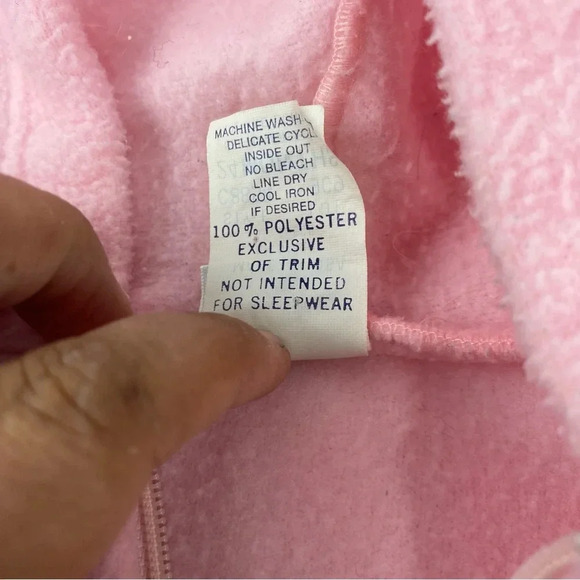 MACHINE WASH
DELICATE CYCL
INSIDE OUT
NO BLEACH
LINE DRY
COOL IRON
IF DESIRED
100% POLYESTER
EXCLUSIVE
OF TRIM
NOT INTENDED
FOR SLEEPWEAR